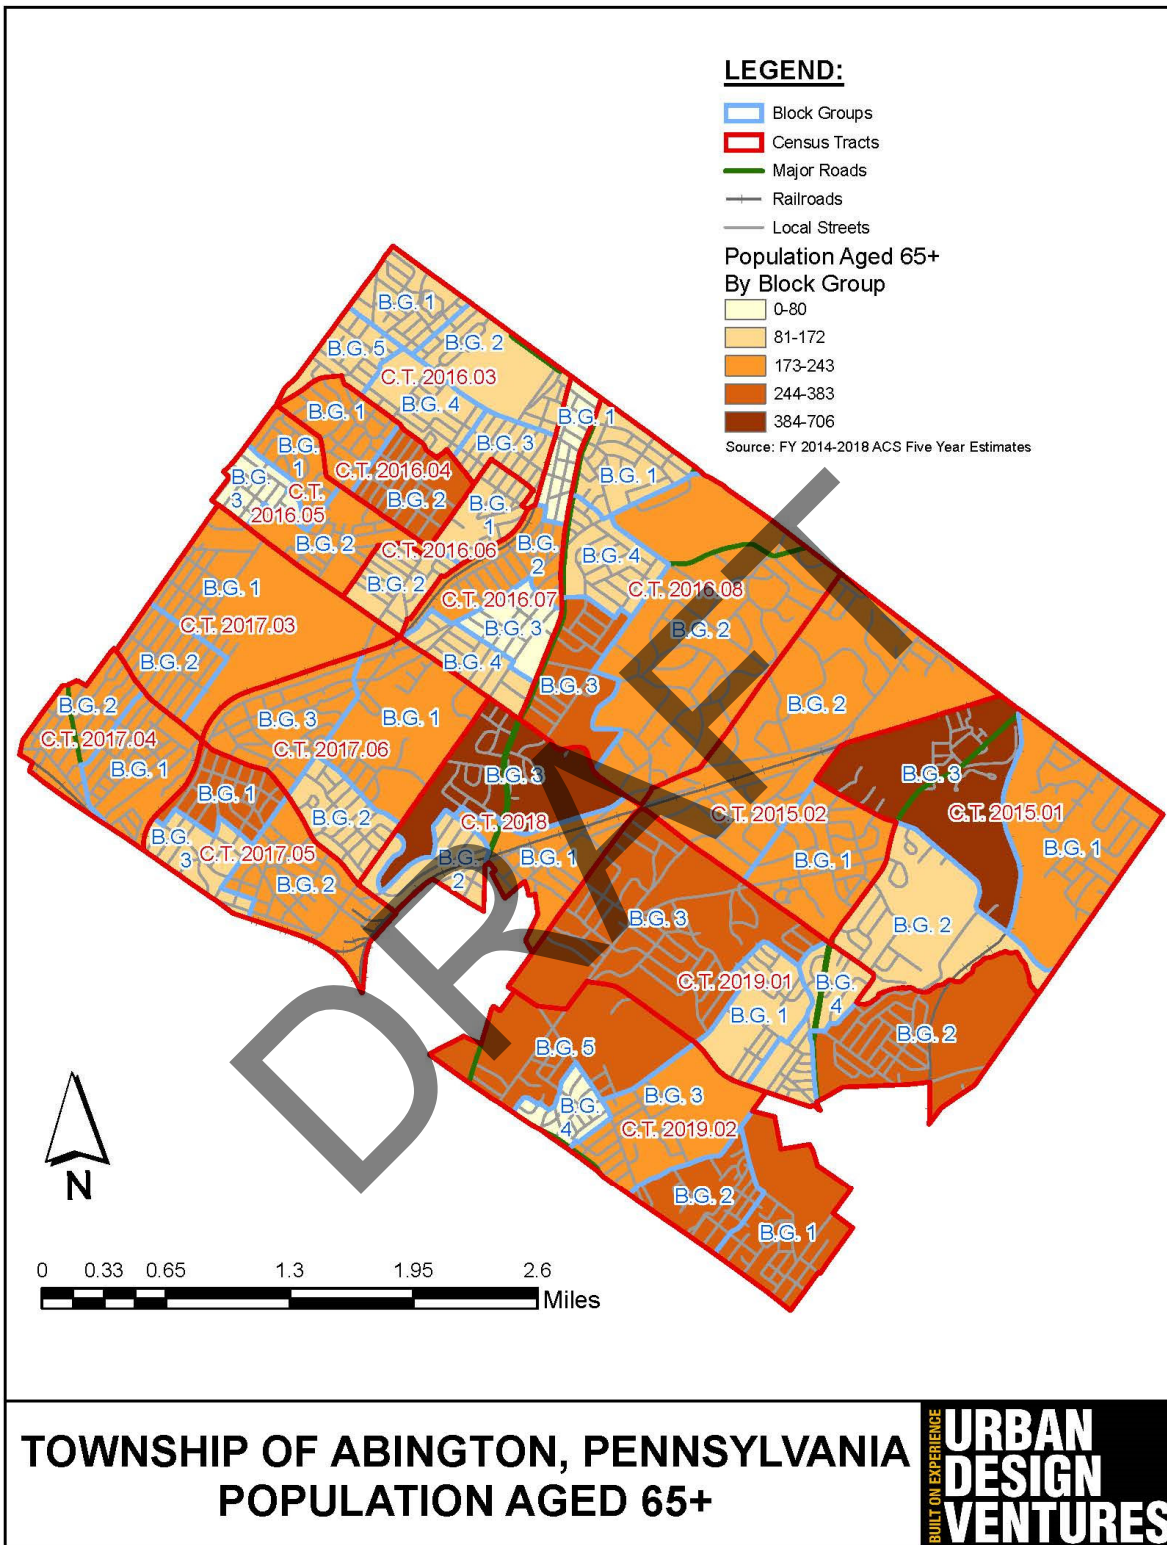 LEGEND:
Block Groups
Census Tracts
Major Roads
Railroads
Local Streets
Population Aged 65+
By Block Group
0-80
81-172
173-243
244-383
384-706
Source: FY 2014-2018 ACS Five Year Estimates
B.G. 1
B.G. 2
B.G. 5
C.T. 2016.03
B.G. 4
B.G. 3
B.G. 1
B.G. 1
B.G. 1
B.G.
1
C.T. 2016.04
B.G. 2
B.G.
3
C.T.
2016.05
B.G. 2
B.G.
1
C.T. 2016.06
B.G. 2
B.G.
2
C.T. 2016.07
B.G. 3
B.G. 4
B.G. 4
C.T. 2016.08
B.G. 2
B.G. 3
B.G. 1
C.T. 2017.03
B.G. 2
B.G. 2
C.T. 2017.04
B.G. 1
B.G. 3
B.G. 1
C.T. 2017.06
B.G. 2
B.G. 1
B.G.
3
C.T. 2017.05
B.G. 2
B.G. 3
C.T. 2018
B.G.
2
B.G. 1
B.G. 2
C.T. 2015.02
B.G. 1
B.G. 3
C.T. 2015.01
B.G. 1
B.G. 2
B.G. 3
C.T. 2019.01
B.G. 1
B.G.
4
B.G. 2
B.G. 5
B.G.
4
B.G. 3
C.T. 2019.02
B.G. 2
B.G. 1
DRAFT
N
0 0.33 0.65 1.3 1.95 2.6
Miles
TOWNSHIP OF ABINGTON, PENNSYLVANIA
POPULATION AGED 65+
BUILT ON EXPERIENCE
URBAN
DESIGN
VENTURES